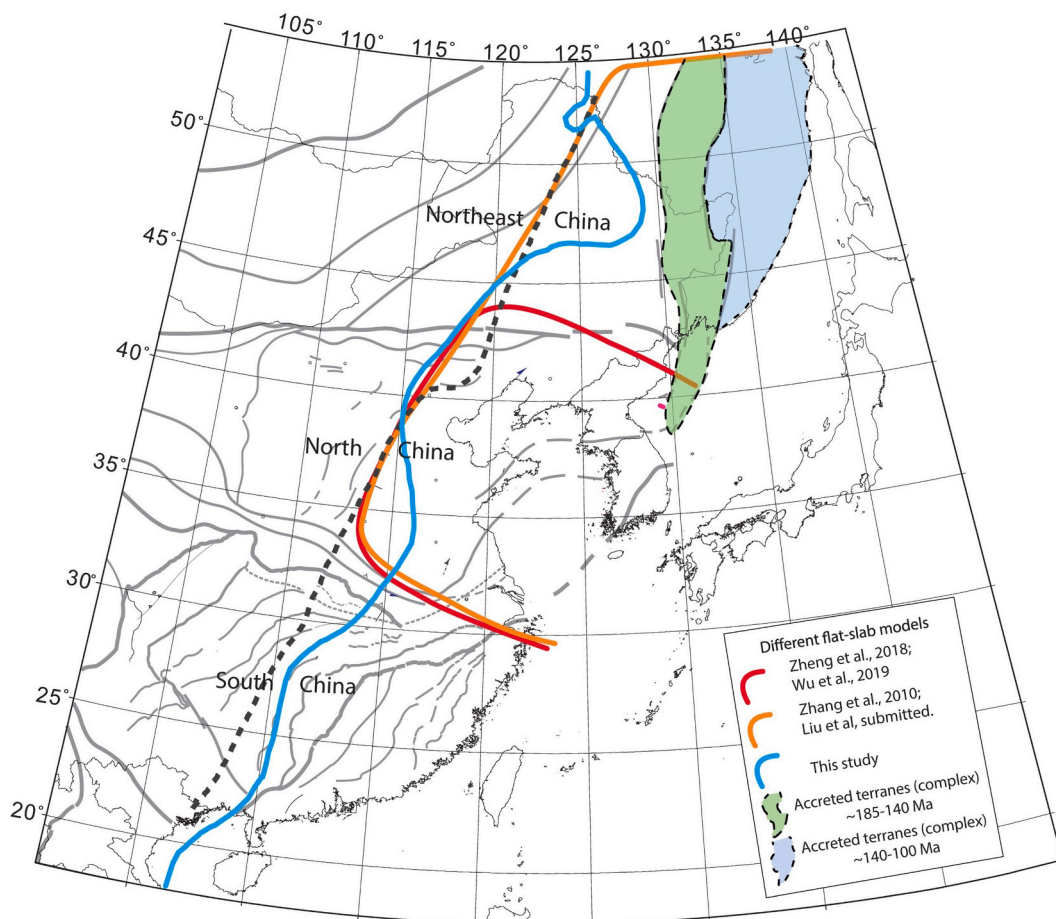 105° 110° 115° 120° 125° 130° 135° 140°
50°
45°
40°
35°
30°
25°
20°
Northeast China
North China
South China
Different flat-slab models
Zheng et al., 2018;
Wu et al., 2019
Zhang et al., 2010;
Liu et al, submitted.
This study
Accreted terranes (complex)
~185-140 Ma
Accreted terranes (complex)
~140-100 Ma